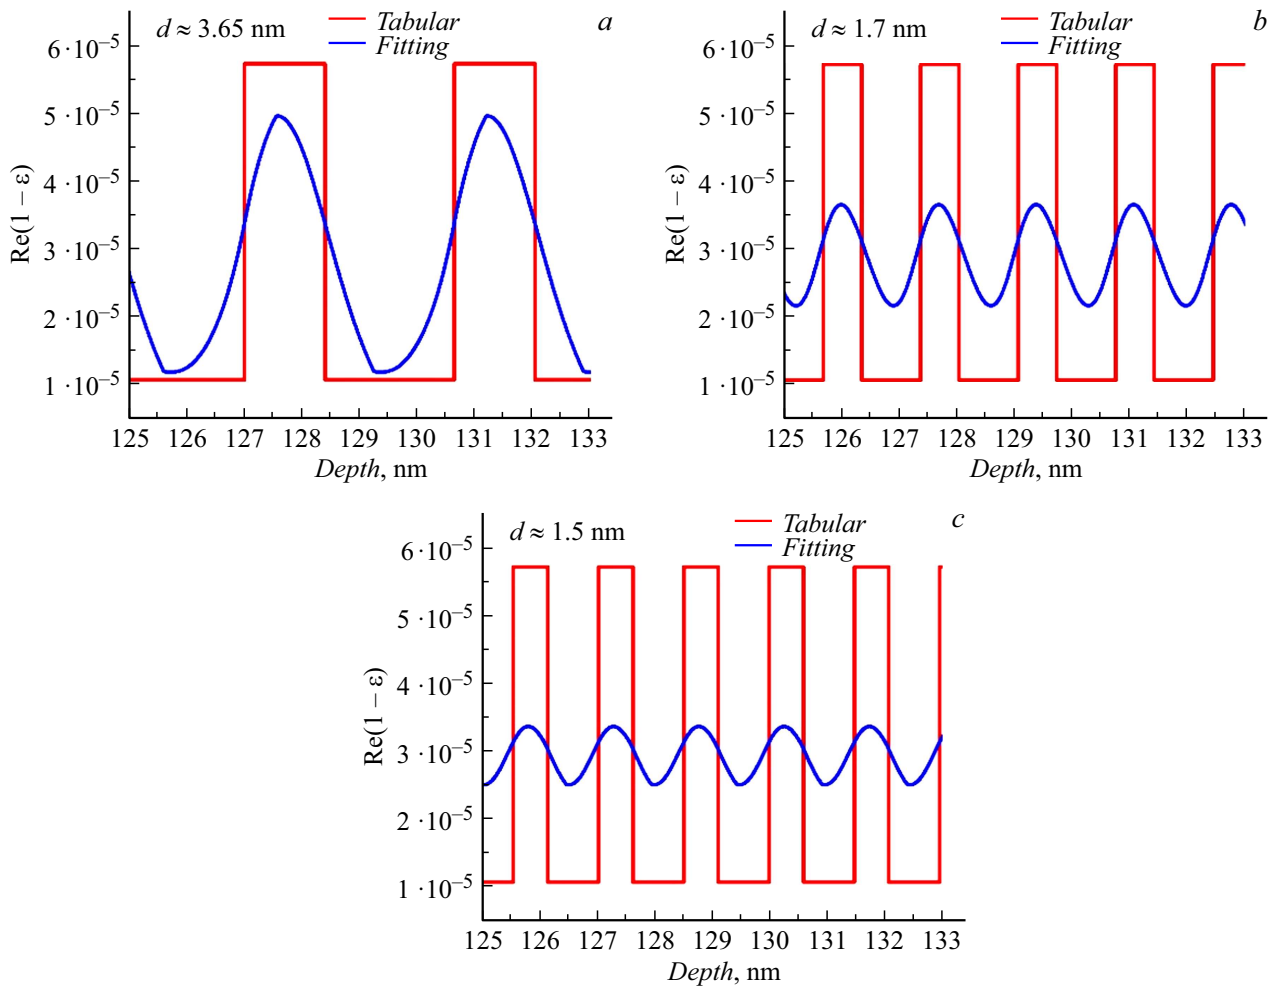 d ≈ 3.65 nm
Tabular
Fitting
a
6 · 10⁻⁵
5 · 10⁻⁵
4 · 10⁻⁵
3 · 10⁻⁵
2 · 10⁻⁵
1 · 10⁻⁵
Re(1 – ε)
125 126 127 128 129 130 131 132 133
Depth, nm
d ≈ 1.7 nm
Tabular
Fitting
b
6 · 10⁻⁵
5 · 10⁻⁵
4 · 10⁻⁵
3 · 10⁻⁵
2 · 10⁻⁵
1 · 10⁻⁵
Re(1 – ε)
125 126 127 128 129 130 131 132 133
Depth, nm
d ≈ 1.5 nm
Tabular
Fitting
c
6 · 10⁻⁵
5 · 10⁻⁵
4 · 10⁻⁵
3 · 10⁻⁵
2 · 10⁻⁵
1 · 10⁻⁵
Re(1 – ε)
125 126 127 128 129 130 131 132 133
Depth, nm